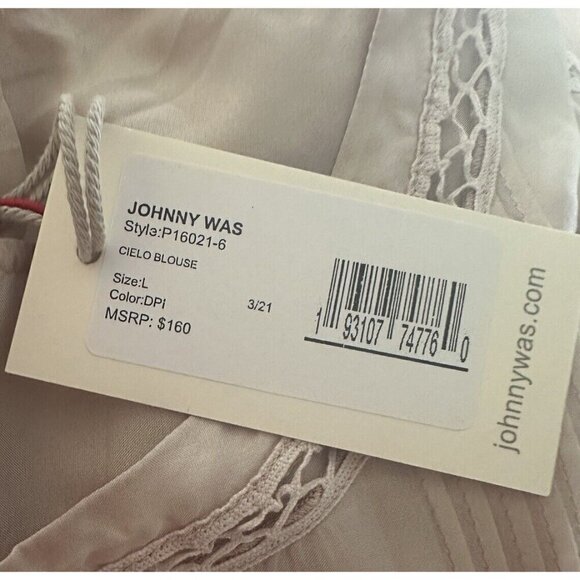 JOHNNY WAS
Style:P16021-6
CIELO BLOUSE
Size:L
Color:DPI
3/21
MSRP: $160
1 93107 74776 0
johnnywas.com